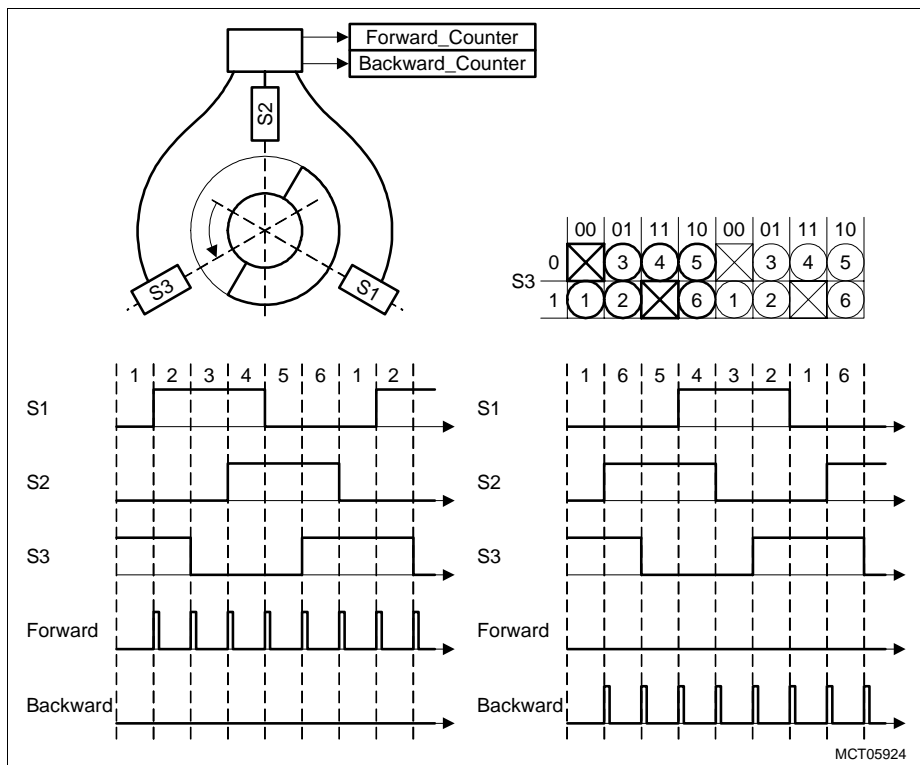 Forward_Counter
Backward_Counter
S2
S3
S1
00 01 11 10 00 01 11 10
0 3 4 5 3 4 5
S3
1 1 2 6 1 2 6
1 2 3 4 5 6 1 2
S1
S2
S3
Forward
Backward
1 6 5 4 3 2 1 6
S1
S2
S3
Forward
Backward
MCT05924